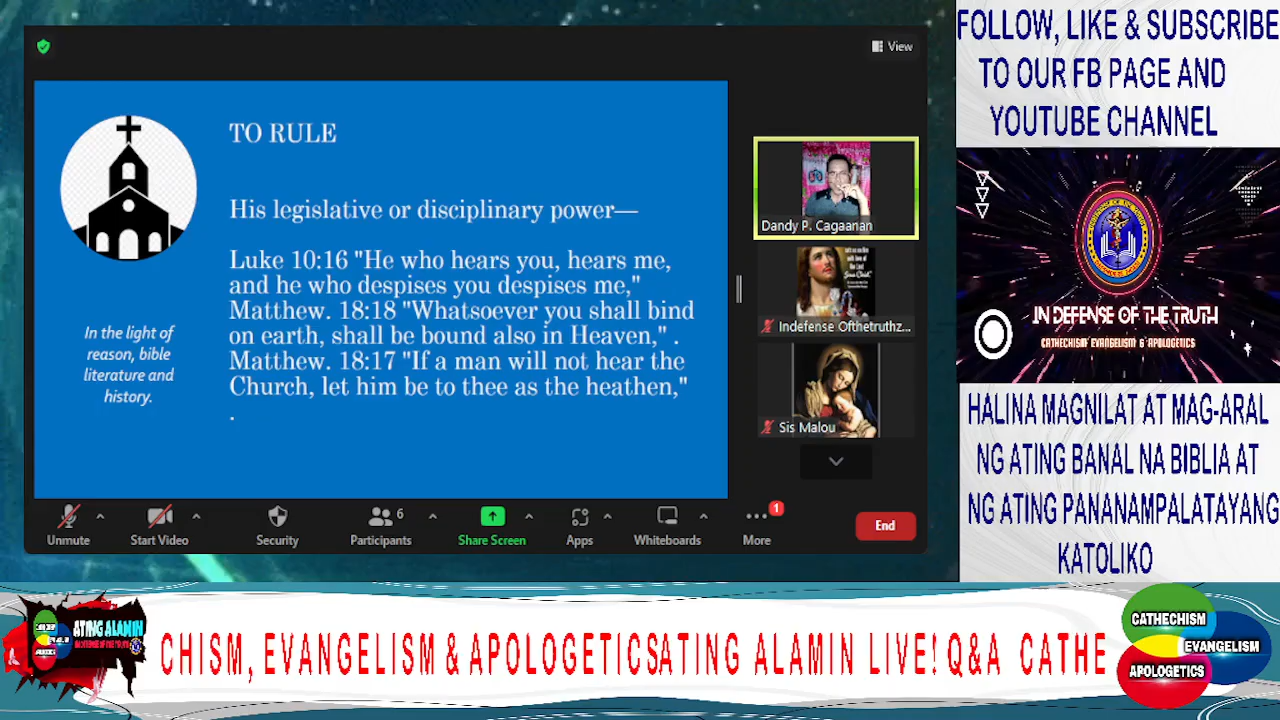 View
TO RULE
His legislative or disciplinary power—
Luke 10:16 "He who hears you, hears me,
and he who despises you despises me,"
Matthew. 18:18 "Whatsoever you shall bind
on earth, shall be bound also in Heaven," .
Matthew. 18:17 "If a man will not hear the
Church, let him be to thee as the heathen,"
.
In the light of
reason, bible
literature and
history.
Dandy P. Cagaanan
Indefense Ofthetruthz...
Sis Malou
Unmute
Start Video
Security
6
Participants
Share Screen
Apps
Whiteboards
1
More
End
FOLLOW, LIKE & SUBSCRIBE
TO OUR FB PAGE AND
YOUTUBE CHANNEL
IN DEFENSE OF THE TRUTH
CATECHISM EVANGELISM & APOLOGETICS
HALINA MAGNILAT AT MAG-ARAL
NG ATING BANAL NA BIBLIA AT
NG ATING PANANAMPALATAYANG
KATOLIKO
ATING ALAMIN
CHISM, EVANGELISM & APOLOGETICSATING ALAMIN LIVE! Q&A CATHE
CATHECHISM
EVANGELISM
APOLOGETICS